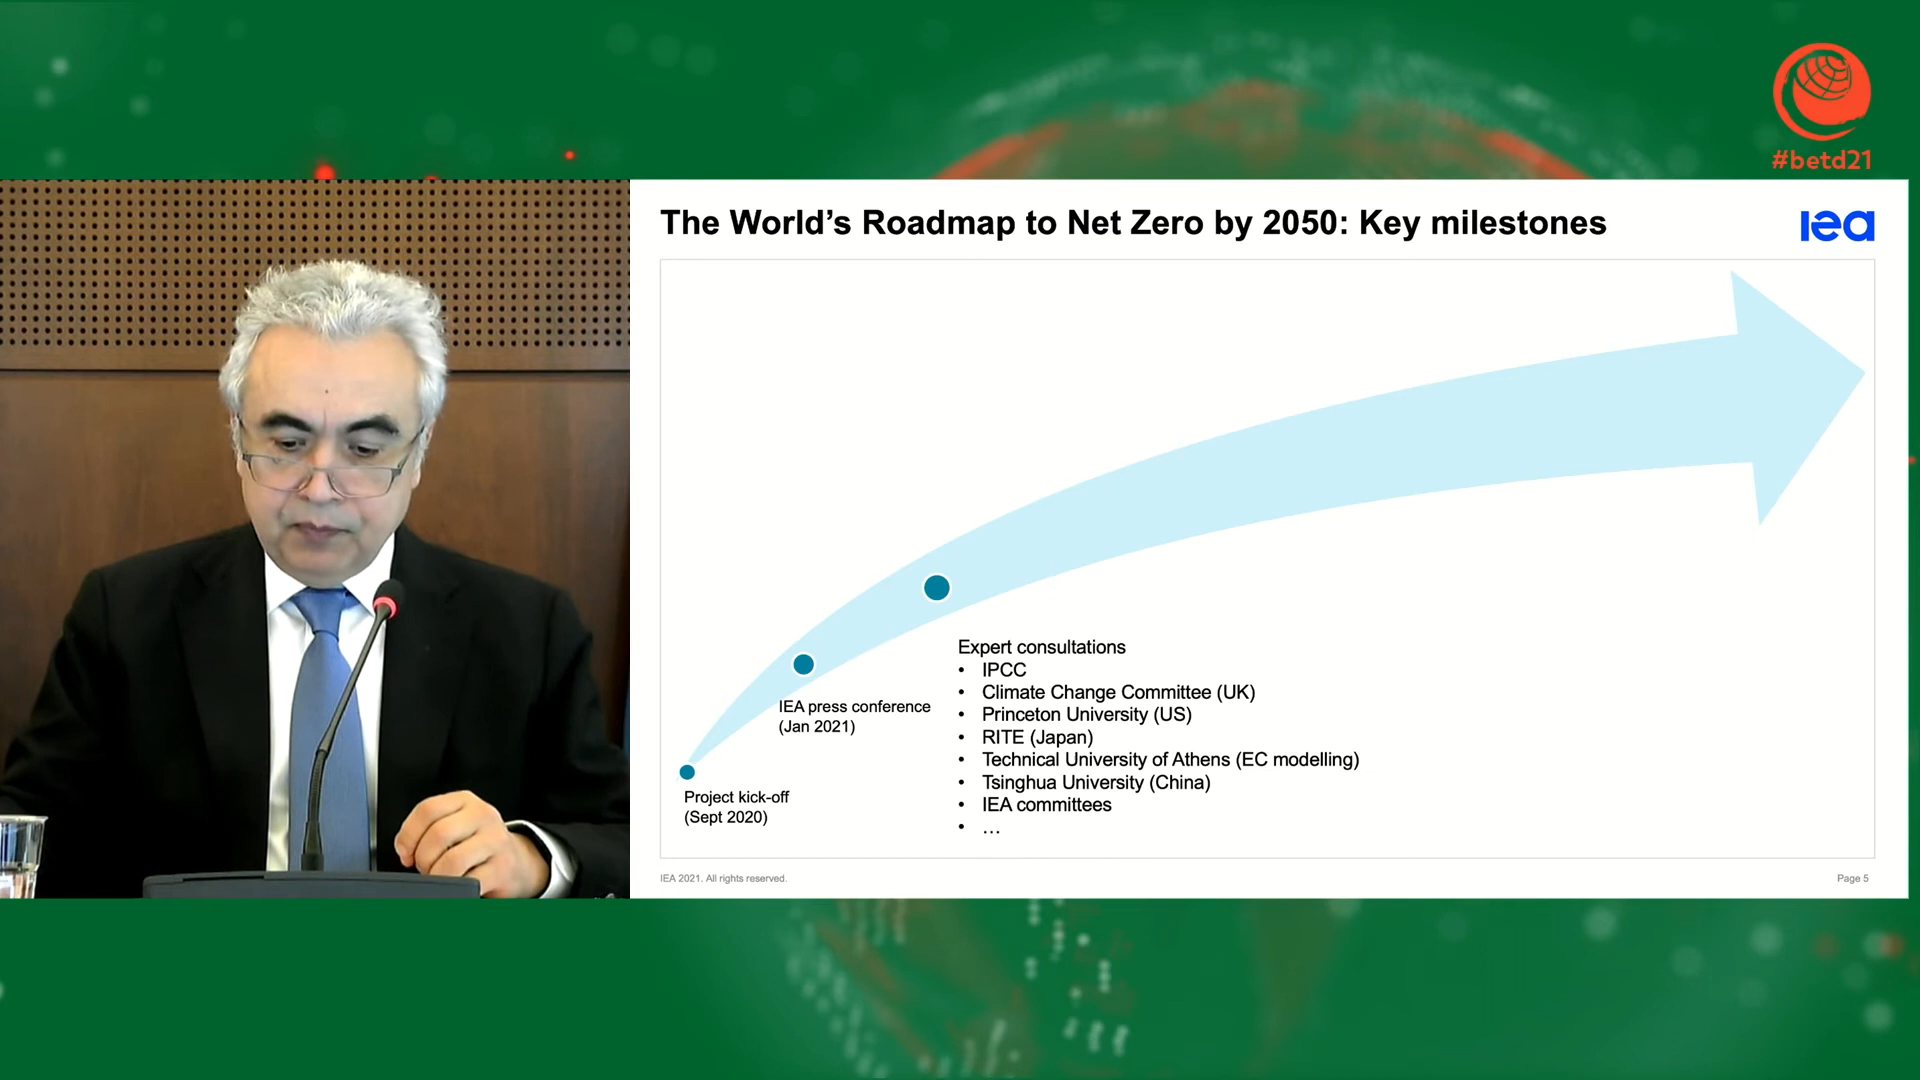 #betd21
The World’s Roadmap to Net Zero by 2050: Key milestones
iea
Expert consultations
• IPCC
• Climate Change Committee (UK)
• Princeton University (US)
• RITE (Japan)
• Technical University of Athens (EC modelling)
• Tsinghua University (China)
• IEA committees
• …
IEA press conference
(Jan 2021)
Project kick-off
(Sept 2020)
IEA 2021. All rights reserved.
Page 5